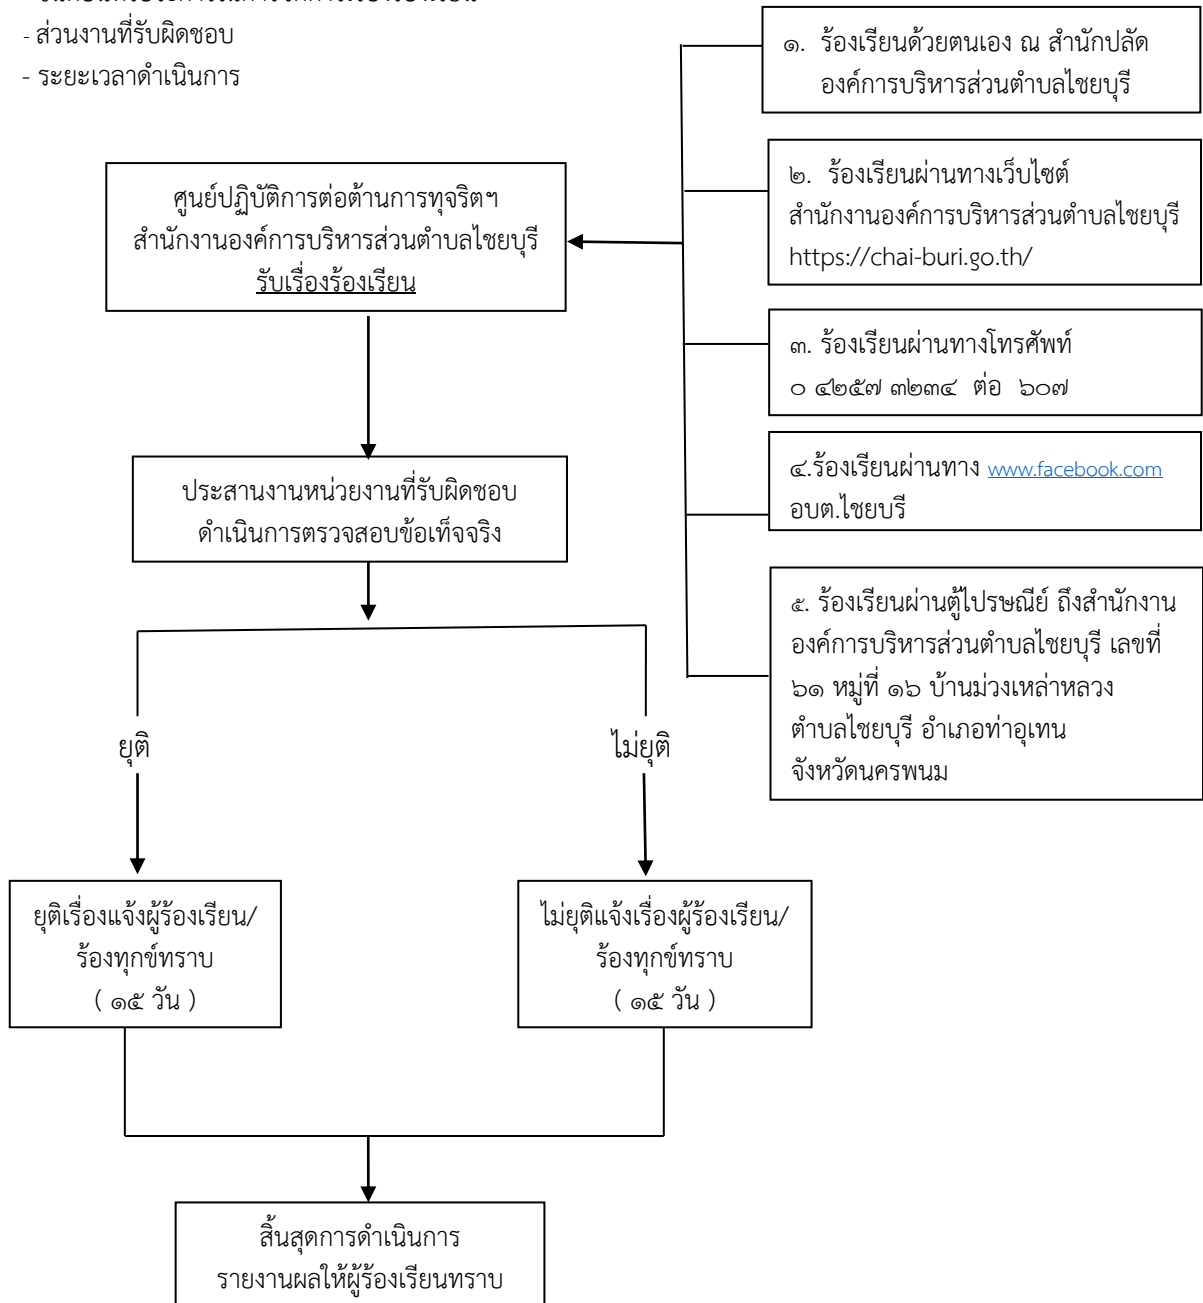 - ส่วนงานที่รับผิดชอบ
- ระยะเวลาดำเนินการ
๑. ร้องเรียนด้วยตนเอง ณ สำนักปลัด
องค์การบริหารส่วนตำบลไชยบุรี
๒. ร้องเรียนผ่านทางเว็บไซต์
สำนักงานองค์การบริหารส่วนตำบลไชยบุรี
https://chai-buri.go.th/
๓. ร้องเรียนผ่านทางโทรศัพท์
๐ ๔๒๕๗ ๓๒๓๔ ต่อ ๖๐๗
๔.ร้องเรียนผ่านทาง www.facebook.com
อบต.ไชยบรี
๕. ร้องเรียนผ่านตู้ไปรษณีย์ ถึงสำนักงาน
องค์การบริหารส่วนตำบลไชยบุรี เลขที่
๖๑ หมู่ที่ ๑๖ บ้านม่วงเหล่าหลวง
ตำบลไชยบุรี อำเภอท่าอุเทน
จังหวัดนครพนม
ศูนย์ปฏิบัติการต่อต้านการทุจริตฯ
สำนักงานองค์การบริหารส่วนตำบลไชยบุรี
รับเรื่องร้องเรียน
ประสานงานหน่วยงานที่รับผิดชอบ
ดำเนินการตรวจสอบข้อเท็จจริง
ยุติ
ไม่ยุติ
ยุติเรื่องแจ้งผู้ร้องเรียน/
ร้องทุกข์ทราบ
( ๑๕ วัน )
ไม่ยุติแจ้งเรื่องผู้ร้องเรียน/
ร้องทุกข์ทราบ
( ๑๕ วัน )
สิ้นสุดการดำเนินการ
รายงานผลให้ผู้ร้องเรียนทราบ